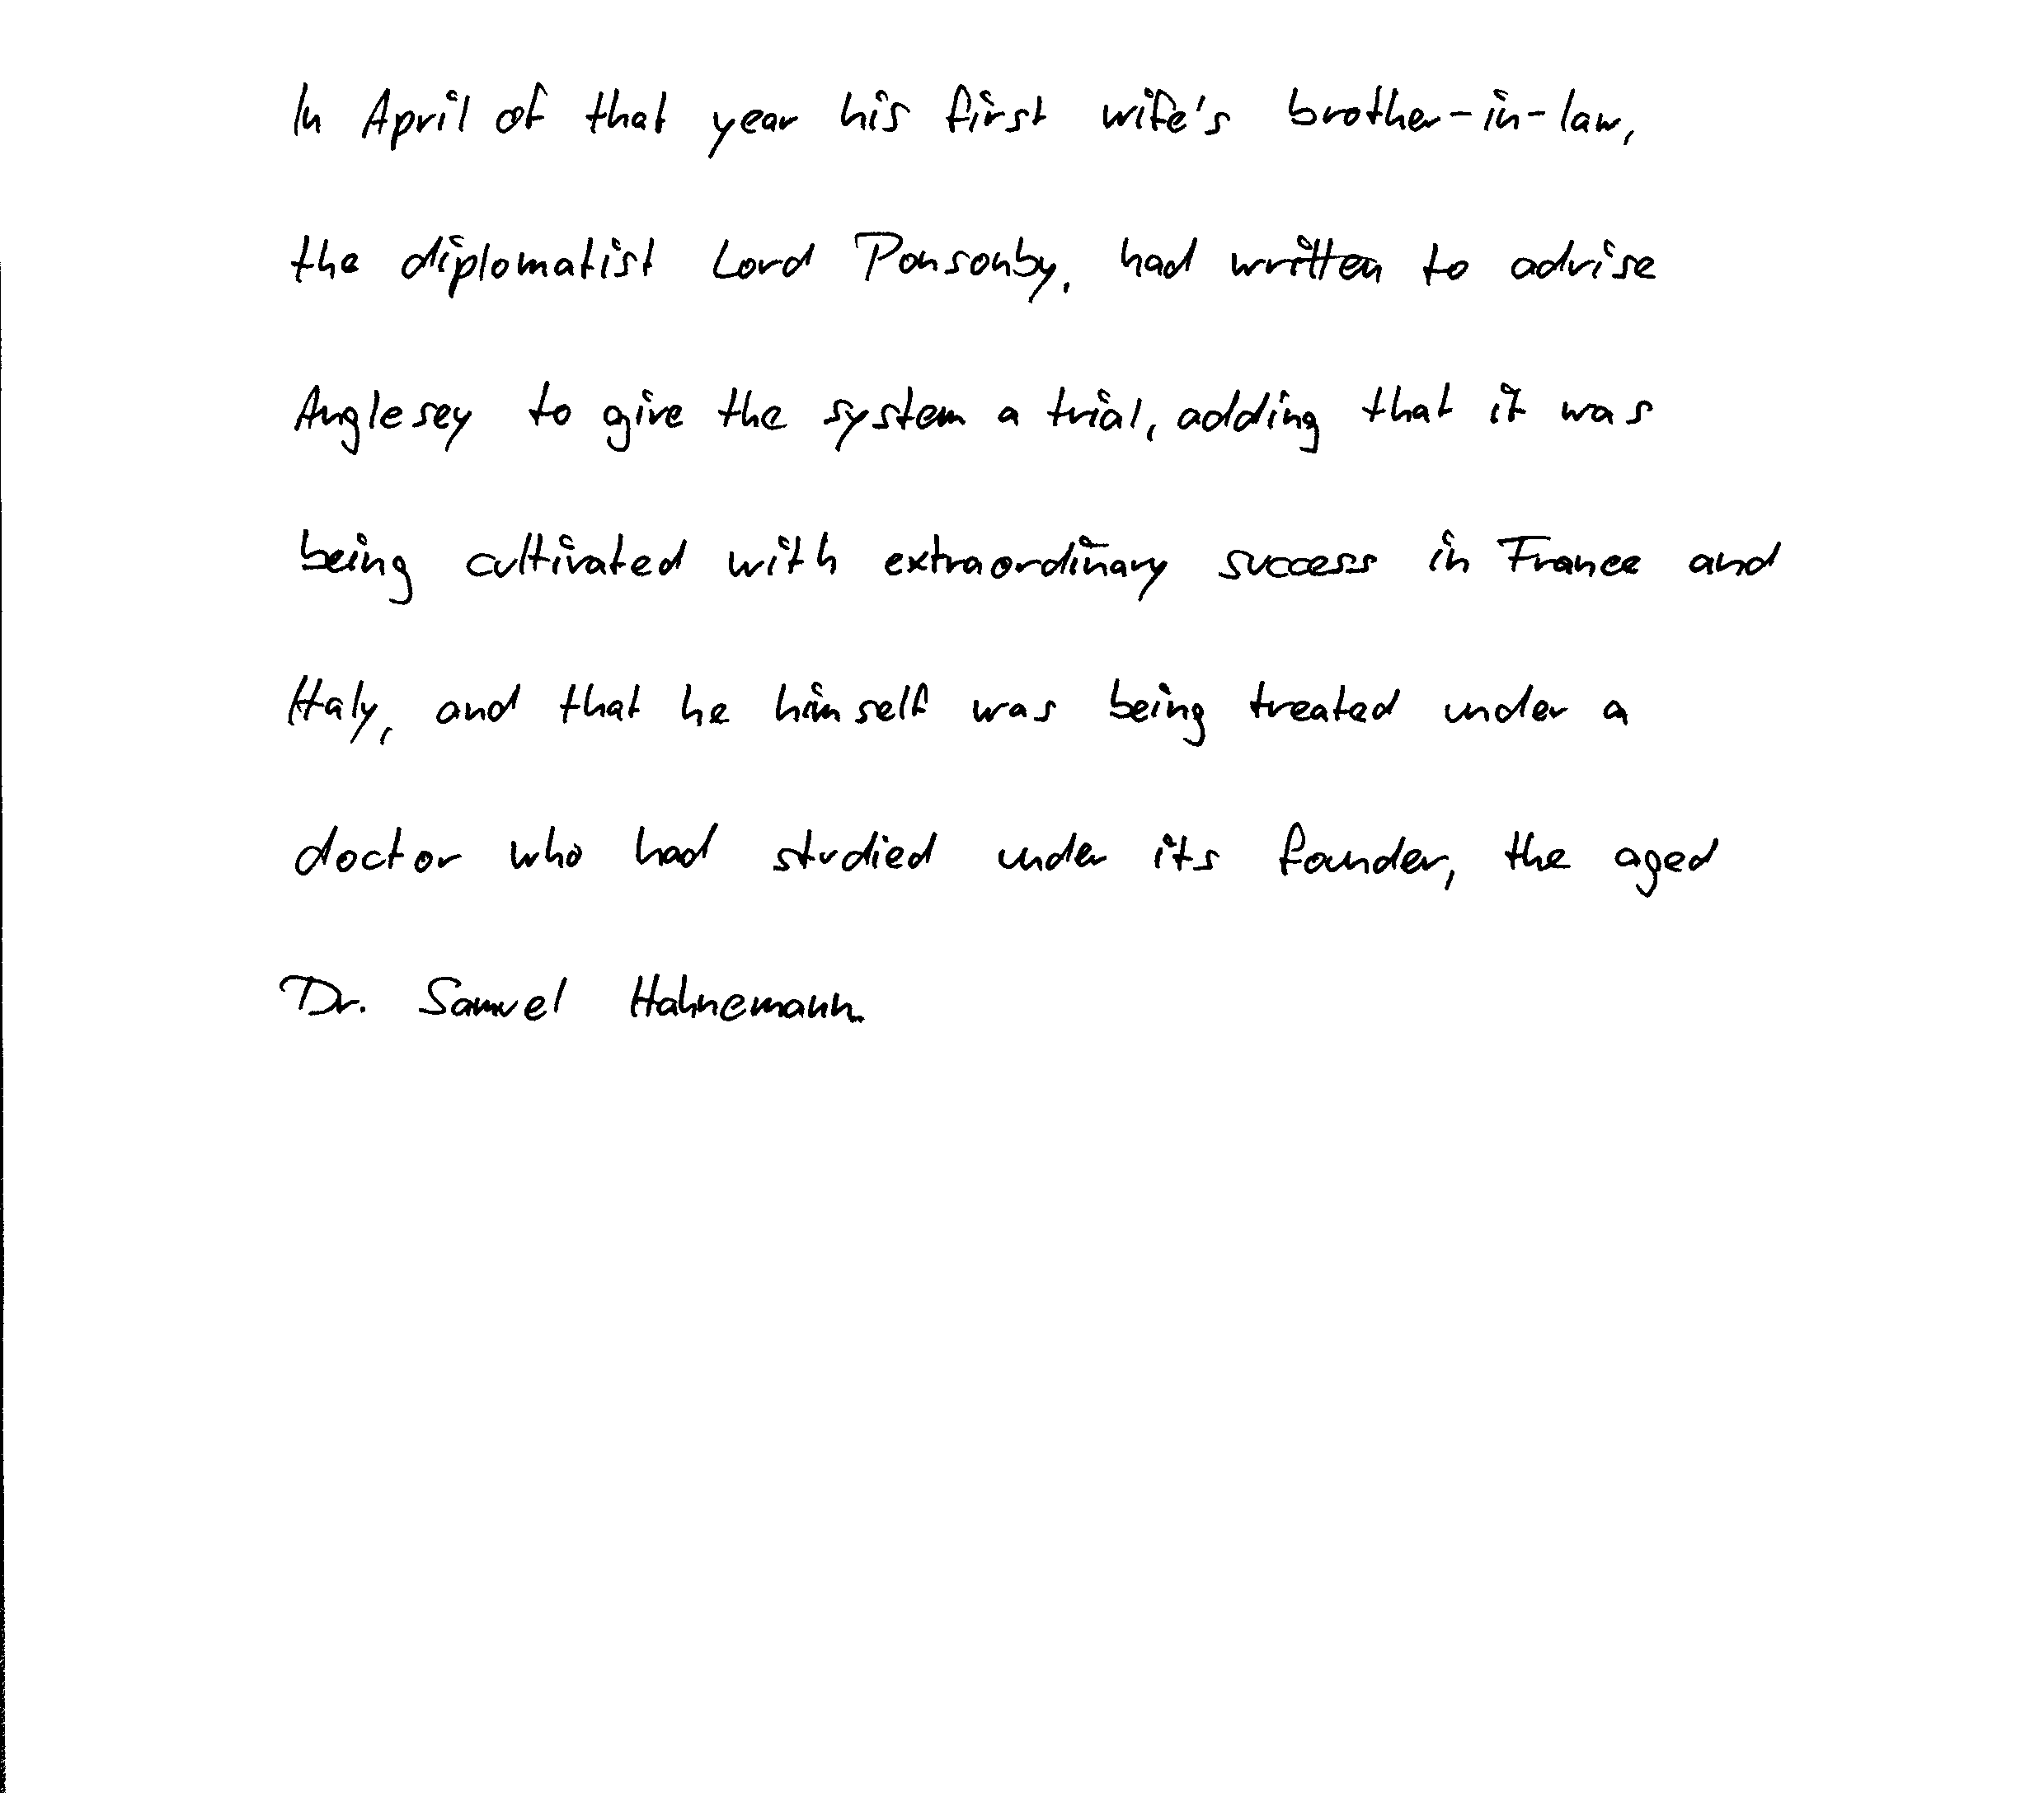 In April of that year his first wife's brother-in-law,
the diplomatist Lord Ponsonby, had written to advise
Anglesey to give the system a trial, adding that it was
being cultivated with extraordinary success in France and
Italy, and that he himself was being treated under a
doctor who had studied under its founder, the aged
Dr. Samuel Hahnemann.